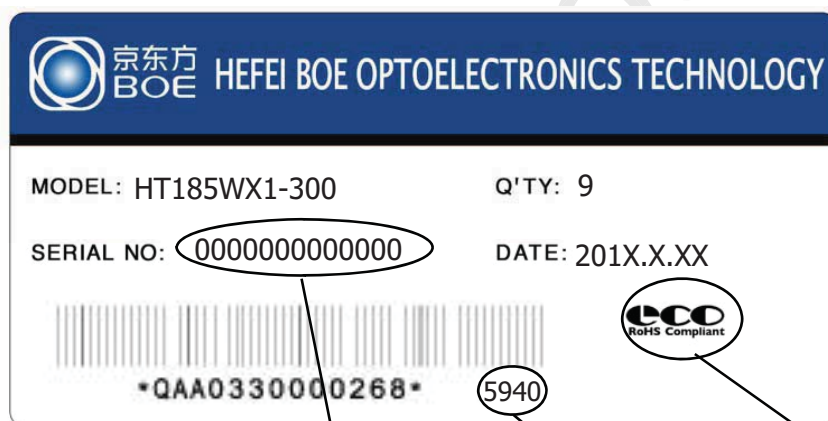 京东方
BOE HEFEI BOE OPTOELECTRONICS TECHNOLOGY
MODEL: HT185WX1-300 Q'TY: 9
SERIAL NO: 0000000000000 DATE: 201X.X.XX
eco
RoHS Compliant
*QAA0330000268* 5940